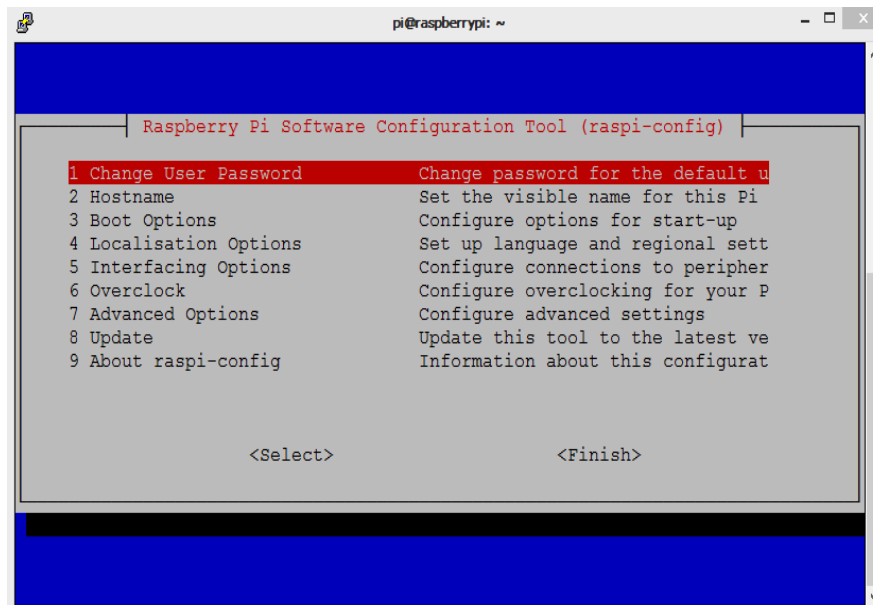 pi@raspberrypi: ~
Raspberry Pi Software Configuration Tool (raspi-config)
1 Change User Password Change password for the default u
2 Hostname Set the visible name for this Pi
3 Boot Options Configure options for start-up
4 Localisation Options Set up language and regional sett
5 Interfacing Options Configure connections to peripher
6 Overclock Configure overclocking for your P
7 Advanced Options Configure advanced settings
8 Update Update this tool to the latest ve
9 About raspi-config Information about this configurat
<Select> <Finish>